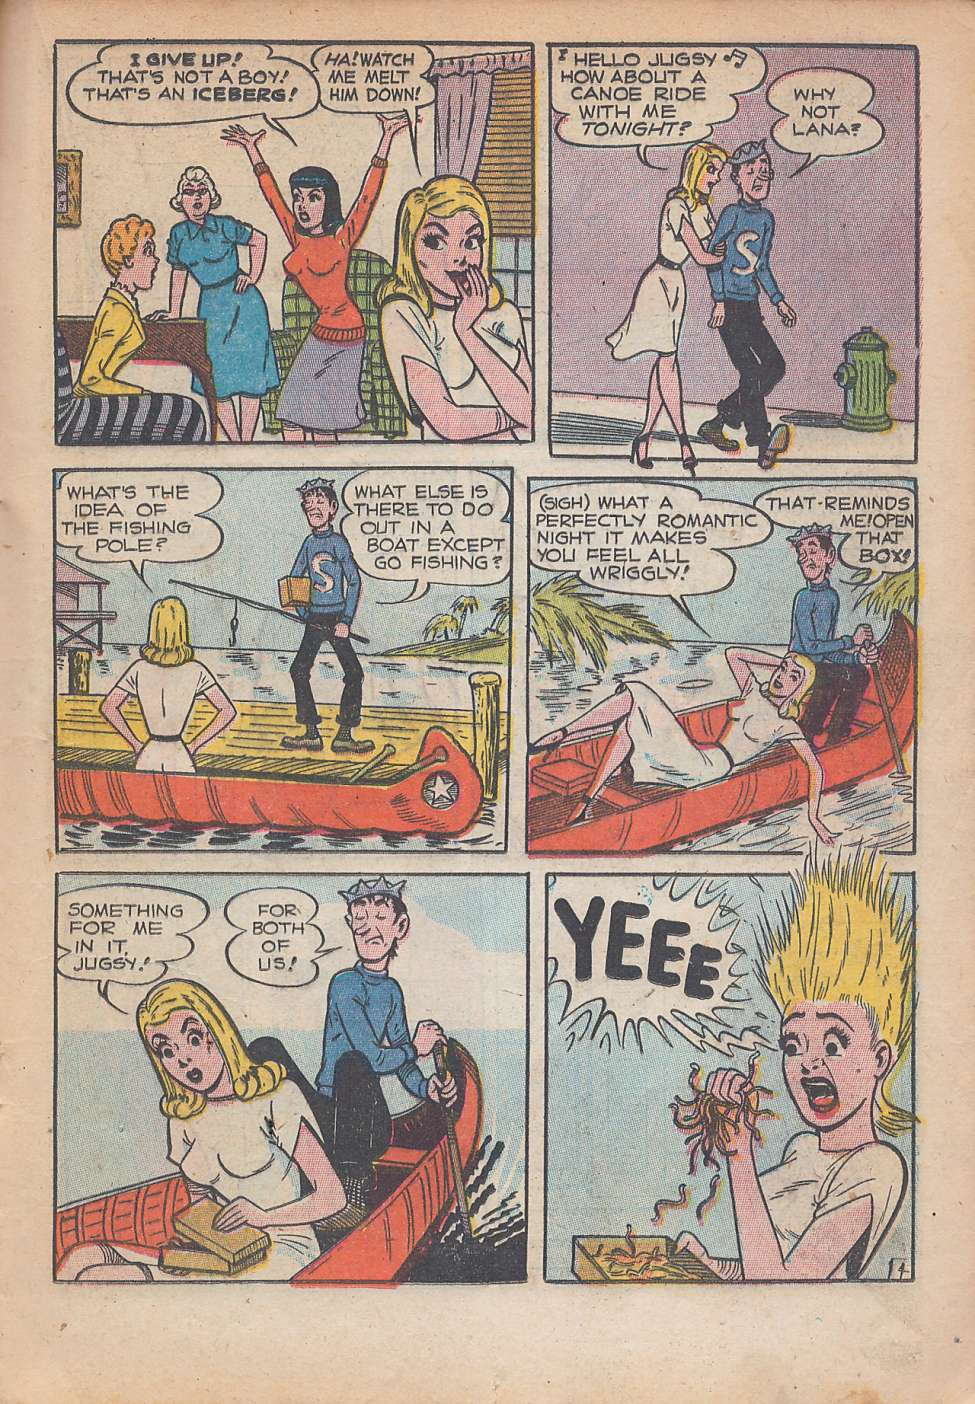 I GIVE UP!
THAT'S NOT A BOY!
THAT'S AN ICEBERG!
HA! WATCH
ME MELT
HIM DOWN!
HELLO JUGSY
HOW ABOUT A
CANOE RIDE
WITH ME
TONIGHT?
WHY
NOT
LANA?
S
WHAT'S THE
IDEA OF
THE FISHING
POLE?
WHAT ELSE IS
THERE TO DO
OUT IN A
BOAT EXCEPT
GO FISHING?
S
(SIGH) WHAT A
PERFECTLY ROMANTIC
NIGHT IT MAKES
YOU FEEL ALL
WRIGGLY!
THAT-REMINDS
ME! OPEN
THAT
BOX!
SOMETHING
FOR ME
IN IT,
JUGSY!
FOR
BOTH
OF
US!
YEEE
4